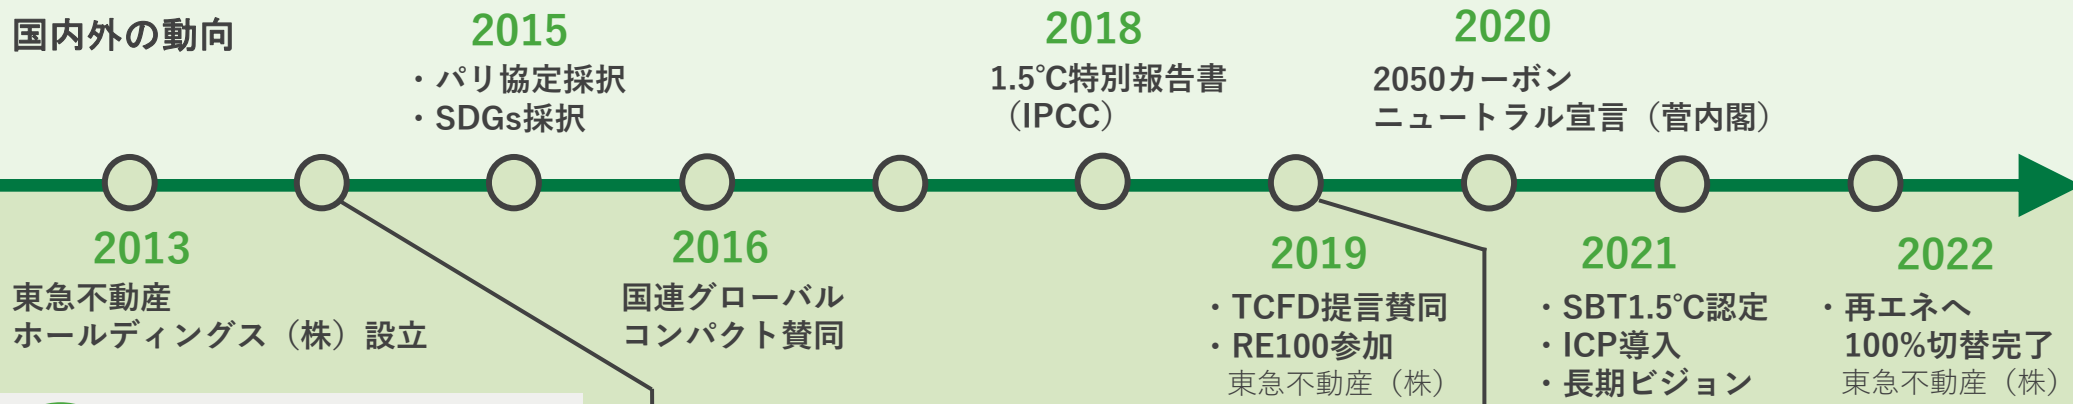 国内外の動向
2015
・パリ協定採択
・SDGs採択
2018
1.5℃特別報告書
（IPCC）
2020
2050カーボン
ニュートラル宣言（菅内閣）
2013
東急不動産
ホールディングス（株）設立
2016
国連グローバル
コンパクト賛同
2019
・TCFD提言賛同
・RE100参加
東急不動産（株）
2021
・SBT1.5℃認定
・ICP導入
・長期ビジョン
2022
・再エネへ
100%切替完了
東急不動産（株）